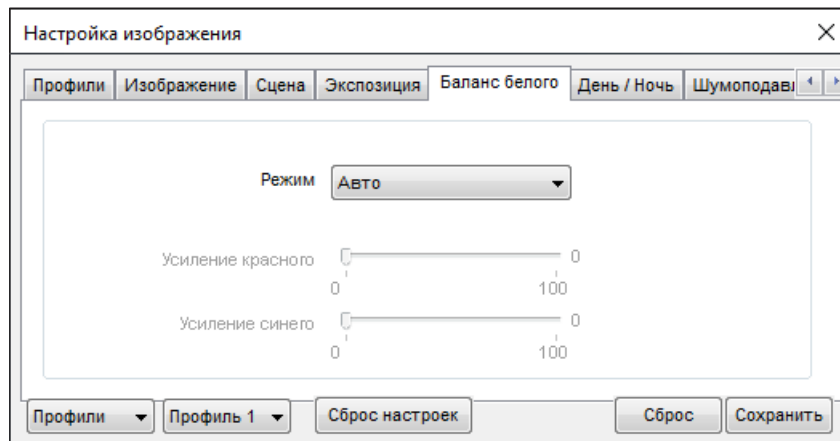 Настройка изображения
Профили Изображение Сцена Экспозиция Баланс белого День / Ночь Шумоподав
Режим Авто
Усиление красного 0
0 100
Усиление синего 0
0 100
Профили Профиль 1 Сброс настроек Сброс Сохранить